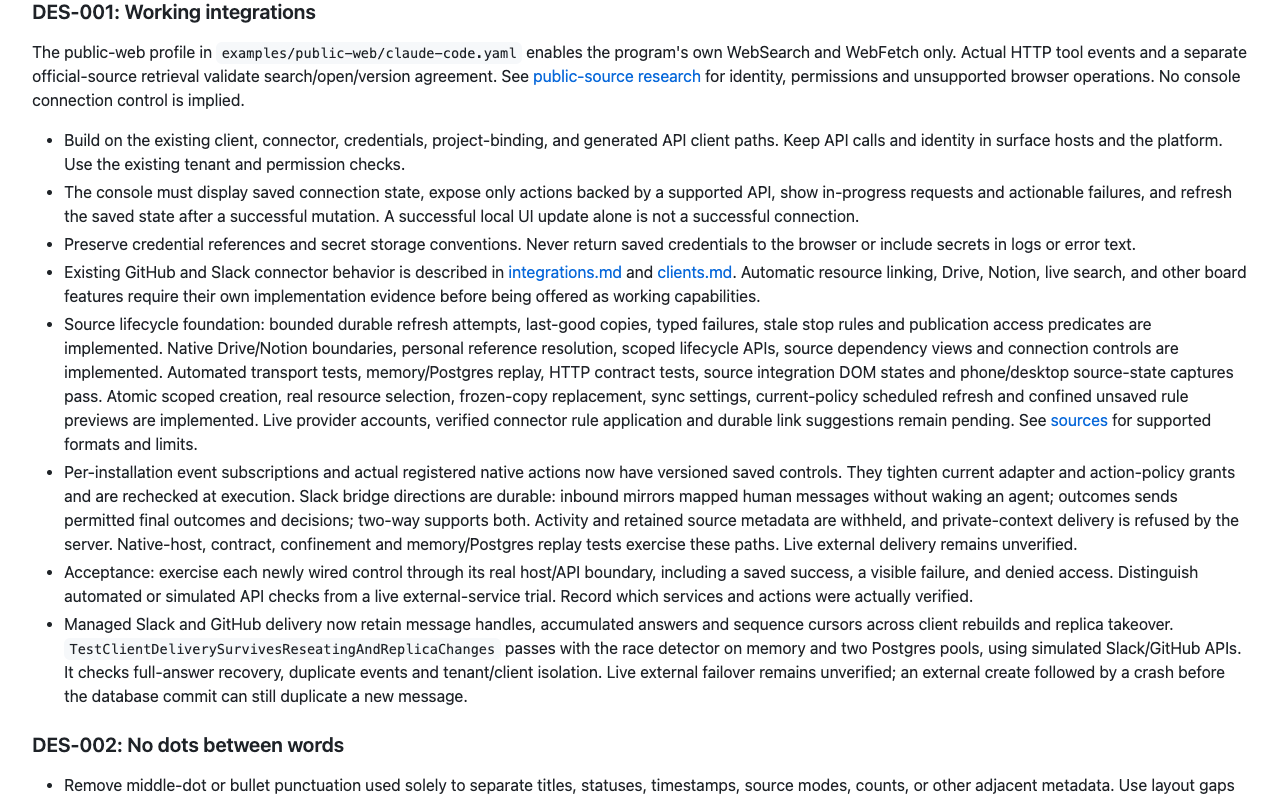 DES-001: Working integrations
The public-web profile in examples/public-web/claude-code.yaml enables the program's own WebSearch and WebFetch only. Actual HTTP tool events and a separate
official-source retrieval validate search/open/version agreement. See public-source research for identity, permissions and unsupported browser operations. No console
connection control is implied.
• Build on the existing client, connector, credentials, project-binding, and generated API client paths. Keep API calls and identity in surface hosts and the platform.
Use the existing tenant and permission checks.
• The console must display saved connection state, expose only actions backed by a supported API, show in-progress requests and actionable failures, and refresh
the saved state after a successful mutation. A successful local UI update alone is not a successful connection.
• Preserve credential references and secret storage conventions. Never return saved credentials to the browser or include secrets in logs or error text.
• Existing GitHub and Slack connector behavior is described in integrations.md and clients.md. Automatic resource linking, Drive, Notion, live search, and other board
features require their own implementation evidence before being offered as working capabilities.
• Source lifecycle foundation: bounded durable refresh attempts, last-good copies, typed failures, stale stop rules and publication access predicates are
implemented. Native Drive/Notion boundaries, personal reference resolution, scoped lifecycle APIs, source dependency views and connection controls are
implemented. Automated transport tests, memory/Postgres replay, HTTP contract tests, source integration DOM states and phone/desktop source-state captures
pass. Atomic scoped creation, real resource selection, frozen-copy replacement, sync settings, current-policy scheduled refresh and confined unsaved rule
previews are implemented. Live provider accounts, verified connector rule application and durable link suggestions remain pending. See sources for supported
formats and limits.
• Per-installation event subscriptions and actual registered native actions now have versioned saved controls. They tighten current adapter and action-policy grants
and are rechecked at execution. Slack bridge directions are durable: inbound mirrors mapped human messages without waking an agent; outcomes sends
permitted final outcomes and decisions; two-way supports both. Activity and retained source metadata are withheld, and private-context delivery is refused by the
server. Native-host, contract, confinement and memory/Postgres replay tests exercise these paths. Live external delivery remains unverified.
• Acceptance: exercise each newly wired control through its real host/API boundary, including a saved success, a visible failure, and denied access. Distinguish
automated or simulated API checks from a live external-service trial. Record which services and actions were actually verified.
• Managed Slack and GitHub delivery now retain message handles, accumulated answers and sequence cursors across client rebuilds and replica takeover.
TestClientDeliverySurvivesReseatingAndReplicaChanges passes with the race detector on memory and two Postgres pools, using simulated Slack/GitHub APIs.
It checks full-answer recovery, duplicate events and tenant/client isolation. Live external failover remains unverified; an external create followed by a crash before
the database commit can still duplicate a new message.
DES-002: No dots between words
• Remove middle-dot or bullet punctuation used solely to separate titles, statuses, timestamps, source modes, counts, or other adjacent metadata. Use layout gaps